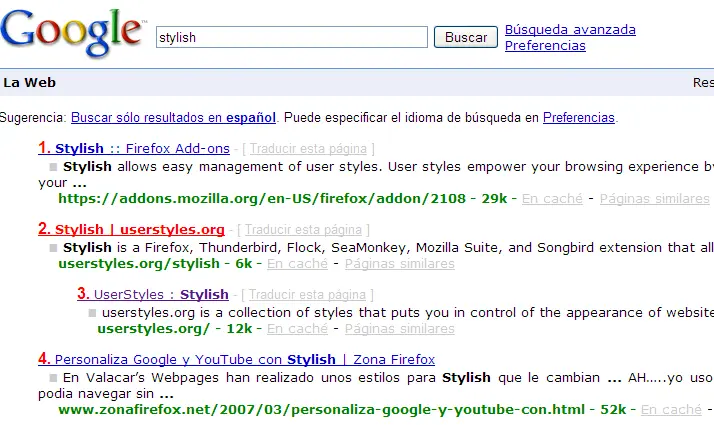 Google™ stylish Buscar Búsqueda avanzada
Preferencias
La Web Res
Sugerencia: Buscar sólo resultados en español. Puede especificar el idioma de búsqueda en Preferencias.
1. Stylish :: Firefox Add-ons - [ Traducir esta página ]
Stylish allows easy management of user styles. User styles empower your browsing experience by
your ...
https://addons.mozilla.org/en-US/firefox/addon/2108 - 29k - En caché - Páginas similares
2. Stylish | userstyles.org - [ Traducir esta página ]
Stylish is a Firefox, Thunderbird, Flock, SeaMonkey, Mozilla Suite, and Songbird extension that all
userstyles.org/stylish - 6k - En caché - Páginas similares
3. UserStyles : Stylish - [ Traducir esta página ]
userstyles.org is a collection of styles that puts you in control of the appearance of website
userstyles.org/ - 12k - En caché - Páginas similares
4. Personaliza Google y YouTube con Stylish | Zona Firefox
En Valacar's Webpages han realizado unos estilos para Stylish que le cambian ... AH.....yo uso
podia navegar sin ...
www.zonafirefox.net/2007/03/personaliza-google-y-youtube-con.html - 52k - En caché -